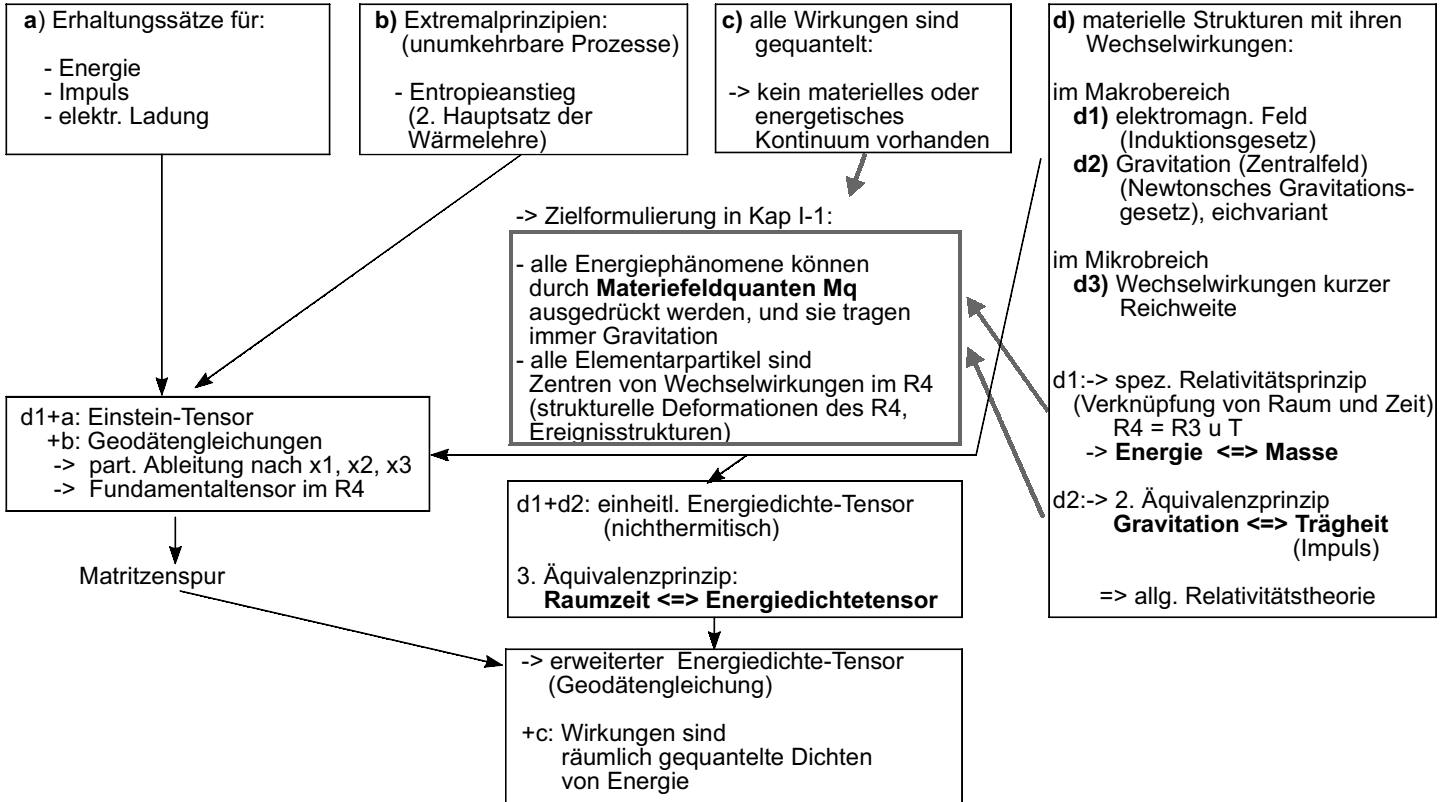 a) Erhaltungssätze für:
- Energie
- Impuls
- elektr. Ladung
b) Extremalprinzipien:
(unumkehrbare Prozesse)
- Entropieanstieg
(2. Hauptsatz der
Wärmelehre)
c) alle Wirkungen sind
gequantelt:
-> kein materielles oder
energetisches
Kontinuum vorhanden
d) materielle Strukturen mit ihren
Wechselwirkungen:
im Makrobereich
d1) elektromagn. Feld
(Induktionsgesetz)
d2) Gravitation (Zentralfeld)
(Newtonsches Gravitations-
gesetz), eichvariant
im Mikrobreich
d3) Wechselwirkungen kurzer
Reichweite
d1:-> spez. Relativitätsprinzip
(Verknüpfung von Raum und Zeit)
R4 = R3 u T
-> Energie <=> Masse
d2:-> 2. Äquivalenzprinzip
Gravitation <=> Trägheit
(Impuls)
=> allg. Relativitätstheorie
-> Zielformulierung in Kap I-1:
- alle Energiephänomene können
durch Materiefeldquanten Mq
ausgedrückt werden, und sie tragen
immer Gravitation
- alle Elementarpartikel sind
Zentren von Wechselwirkungen im R4
(strukturelle Deformationen des R4,
Ereignisstrukturen)
d1+a: Einstein-Tensor
+b: Geodätengleichungen
-> part. Ableitung nach x1, x2, x3
-> Fundamentaltensor im R4
Matritzenspur
d1+d2: einheitl. Energiedichte-Tensor
(nichthermitisch)
3. Äquivalenzprinzip:
Raumzeit <=> Energiedichtetensor
-> erweiterter Energiedichte-Tensor
(Geodätengleichung)
+c: Wirkungen sind
räumlich gequantelte Dichten
von Energie